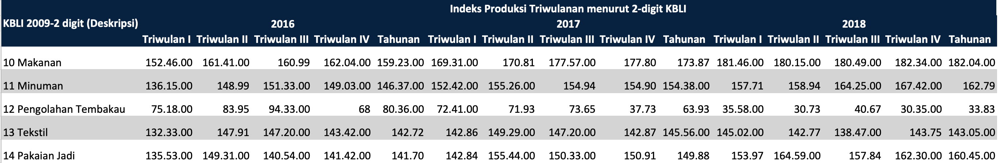 Indeks Produksi Triwulanan menurut 2-digit KBLI
KBLI 2009-2 digit (Deskripsi) 2016 2017 2018
Triwulan I Triwulan II Triwulan III Triwulan IV Tahunan Triwulan I Triwulan II Triwulan III Triwulan IV Tahunan Triwulan I Triwulan II Triwulan III Triwulan IV Tahunan
10 Makanan 152.46.00 161.41.00 160.99 162.04.00 159.23.00 169.31.00 170.81 177.57.00 177.80 173.87 181.46.00 180.15.00 180.49.00 182.34.00 182.04.00
11 Minuman 136.15.00 148.99 151.33.00 149.03.00 146.37.00 152.42.00 155.26.00 154.94 154.90 154.38.00 157.71 158.94 164.25.00 167.42.00 162.79
12 Pengolahan Tembakau 75.18.00 83.95 94.33.00 68 80.36.00 72.41.00 71.93 73.65 37.73 63.93 35.58.00 30.73 40.67 30.35.00 33.83
13 Tekstil 132.33.00 147.91 147.20.00 143.42.00 142.72 142.86 149.29.00 147.20.00 142.87 145.56.00 145.02.00 142.77 138.47.00 143.75 143.05.00
14 Pakaian Jadi 135.53.00 149.31.00 140.54.00 141.42.00 141.70 142.84 155.44.00 150.33.00 150.91 149.88 153.97 164.59.00 157.84 162.30.00 160.45.00